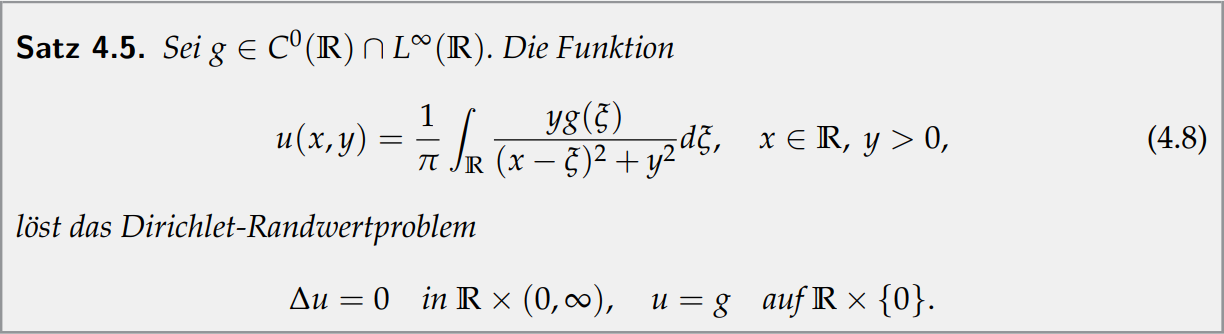 Satz 4.5. Sei g ∈ C⁰(ℝ) ∩ L^∞(ℝ). Die Funktion
u(x, y) = 1/π ∫_ℝ yg(ξ)/((x − ξ)² + y²) dξ, x ∈ ℝ, y > 0, (4.8)
löst das Dirichlet-Randwertproblem
Δu = 0 in ℝ × (0, ∞), u = g auf ℝ × {0}.